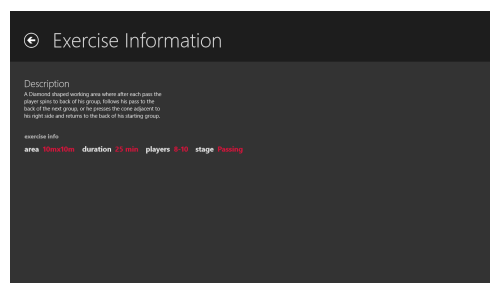 Exercise Information
Description
A Diamond shaped working area where after each pass the
player spins to back of his group, follows his pass to the
back of the next group, or he presses the cone adjacent to
his right side and returns to the back of his starting group.
exercise info
area 10mx10m duration 25 min players 8-10 stage Passing